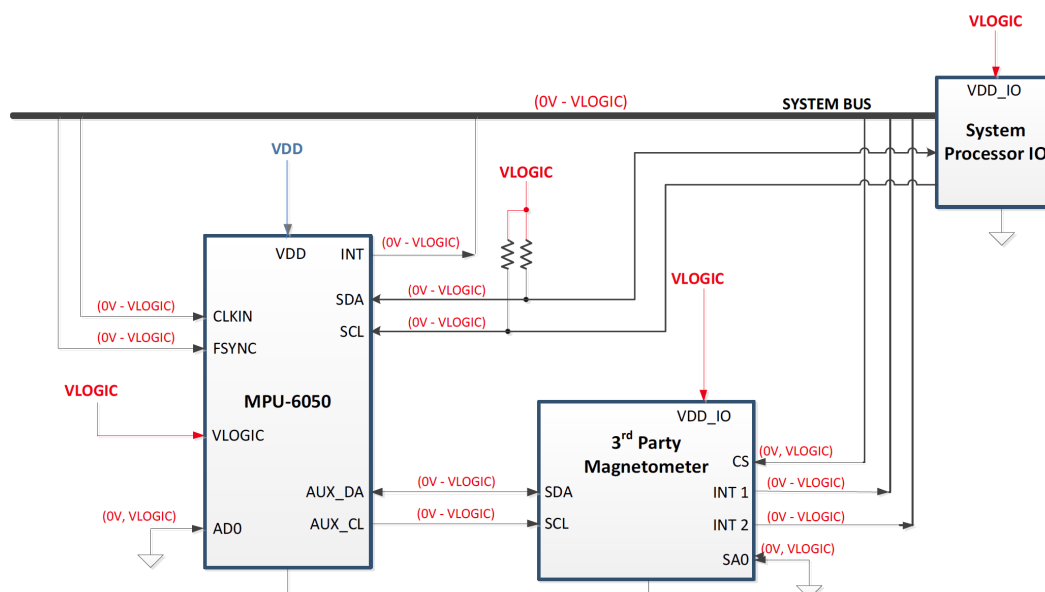 VLOGIC
VDD_IO
System
Processor IO
(0V - VLOGIC)
SYSTEM BUS
VDD
VLOGIC
VDD
INT
(0V - VLOGIC)
SDA
(0V - VLOGIC)
SCL
(0V - VLOGIC)
(0V - VLOGIC)
CLKIN
(0V - VLOGIC)
FSYNC
VLOGIC
MPU-6050
VLOGIC
VLOGIC
VDD_IO
3rd Party
Magnetometer
CS
(0V, VLOGIC)
AUX_DA
(0V - VLOGIC)
SDA
INT 1
(0V - VLOGIC)
(0V, VLOGIC)
AD0
AUX_CL
(0V - VLOGIC)
SCL
INT 2
(0V - VLOGIC)
SA0
(0V, VLOGIC)